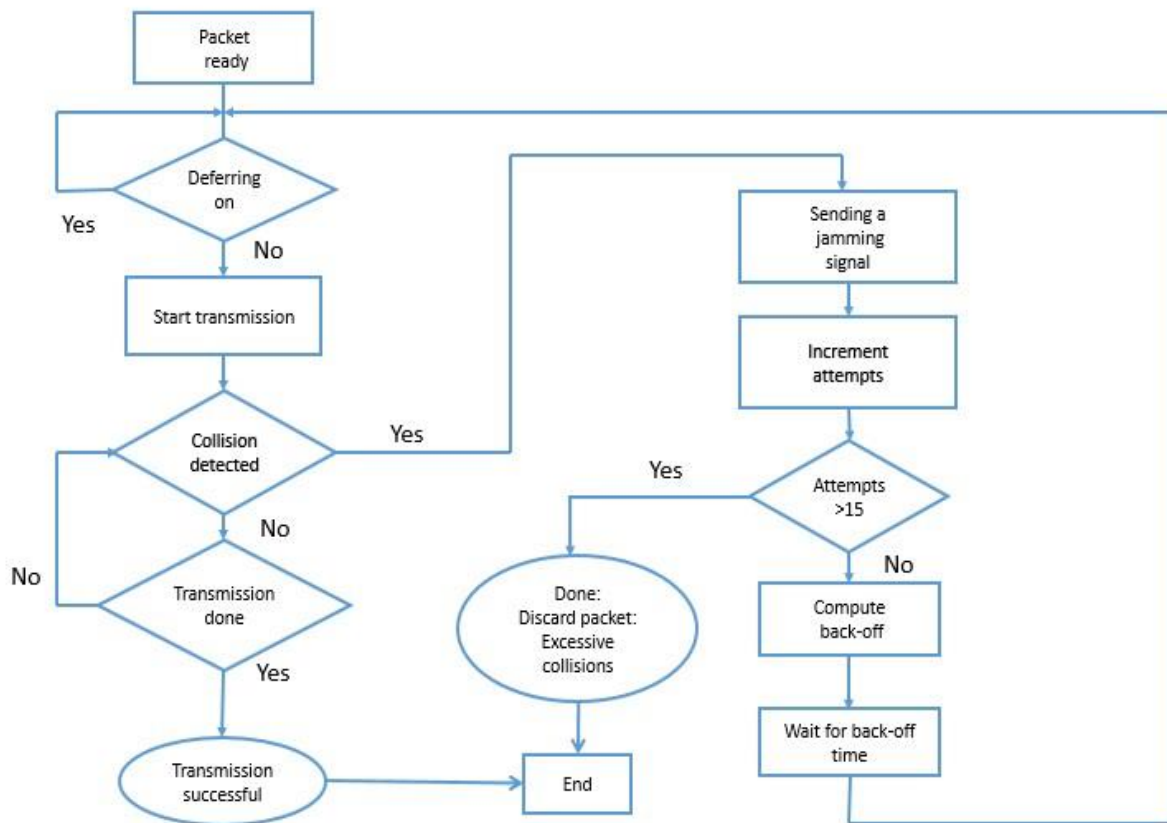 Packet
ready
Deferring
on
Yes
No
Start transmission
Collision
detected
Yes
No
Transmission
done
No
Yes
Transmission
successful
Sending a
jamming
signal
Increment
attempts
Attempts
>15
Yes
No
Done:
Discard packet:
Excessive
collisions
Compute
back-off
Wait for back-off
time
End